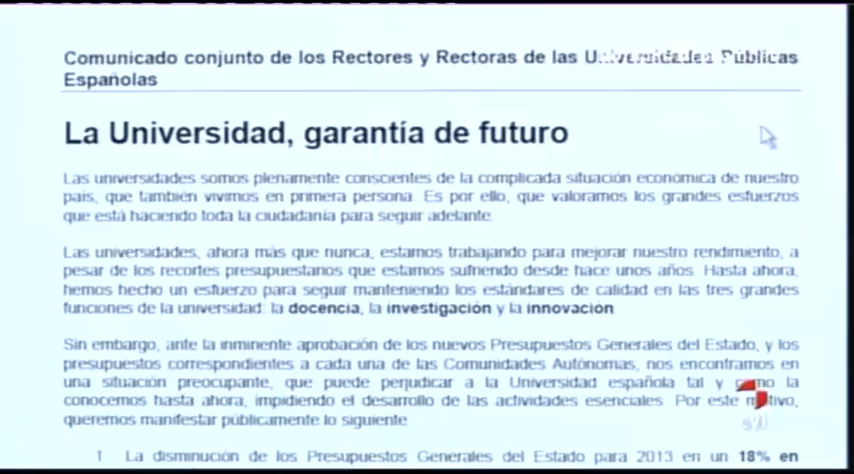 Comunicado conjunto de los Rectores y Rectoras de las Universidades Públicas
Españolas
La Universidad, garantía de futuro
Las universidades somos plenamente conscientes de la complicada situación económica de nuestro
país, que también vivimos en primera persona. Es por ello, que valoramos los grandes esfuerzos
que está haciendo toda la ciudadanía para seguir adelante.
Las universidades, ahora más que nunca, estamos trabajando para mejorar nuestro rendimiento, a
pesar de los recortes presupuestarios que estamos sufriendo desde hace unos años. Hasta ahora,
hemos hecho un esfuerzo para seguir manteniendo los estándares de calidad en las tres grandes
funciones de la universidad: la docencia, la investigación y la innovación.
Sin embargo, ante la inminente aprobación de los nuevos Presupuestos Generales del Estado, y los
presupuestos correspondientes a cada una de las Comunidades Autónomas, nos encontramos en
una situación preocupante, que puede perjudicar a la Universidad española tal y como la
conocemos hasta ahora, impidiendo el desarrollo de las actividades esenciales. Por este motivo,
queremos manifestar públicamente lo siguiente:
1 La disminución de los Presupuestos Generales del Estado para 2013 en un 18% en